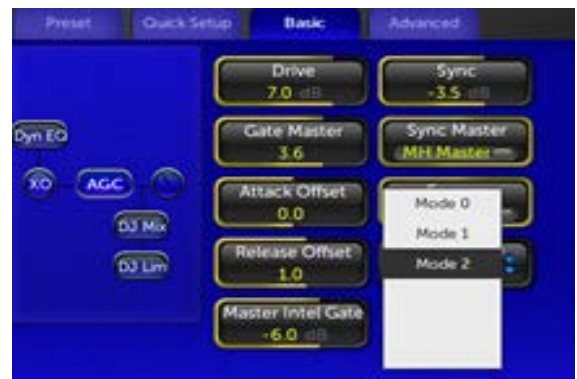 Preset
Quick Setup
Basic
Advanced
Dyn EQ
XO
AGC
DJ Mix
DJ Lim
Drive
7.0 dB
Gate Master
3.6
Attack Offset
0.0
Release Offset
1.0
Master Intel Gate
-6.0 dB
Sync
-3.5 dB
Sync Master
MH Master
Mode 0
Mode 1
Mode 2